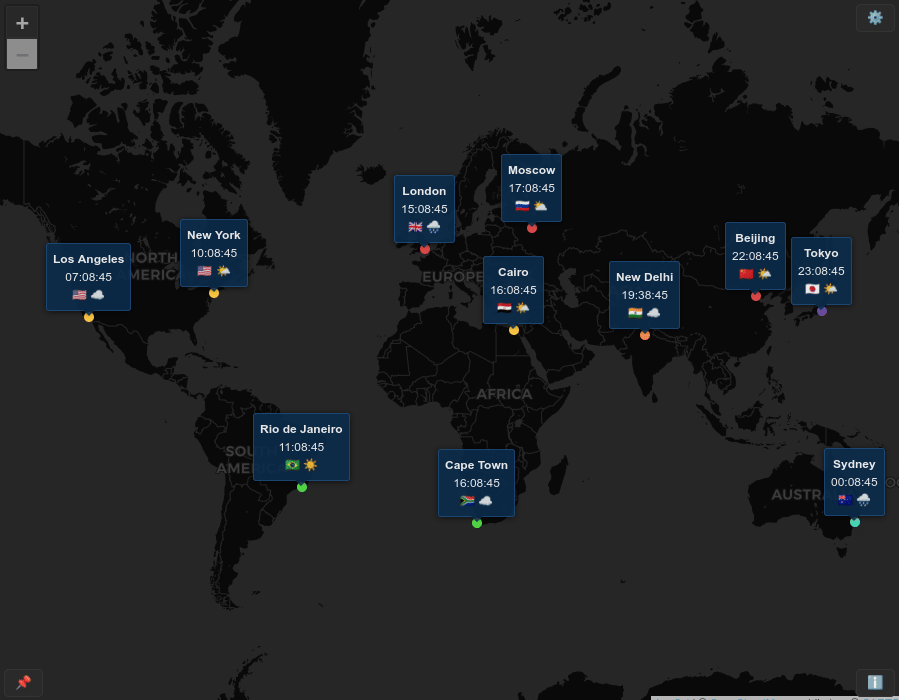 +
−
Moscow
17:08:45
London
15:08:45
New York
10:08:45
Beijing
22:08:45
Tokyo
23:08:45
Los Angeles
07:08:45
NORTH
AMERICA
Cairo
16:08:45
New Delhi
19:38:45
EUROPE
AFRICA
Rio de Janeiro
11:08:45
SOUTH
AMERICA
Cape Town
16:08:45
Sydney
00:08:45